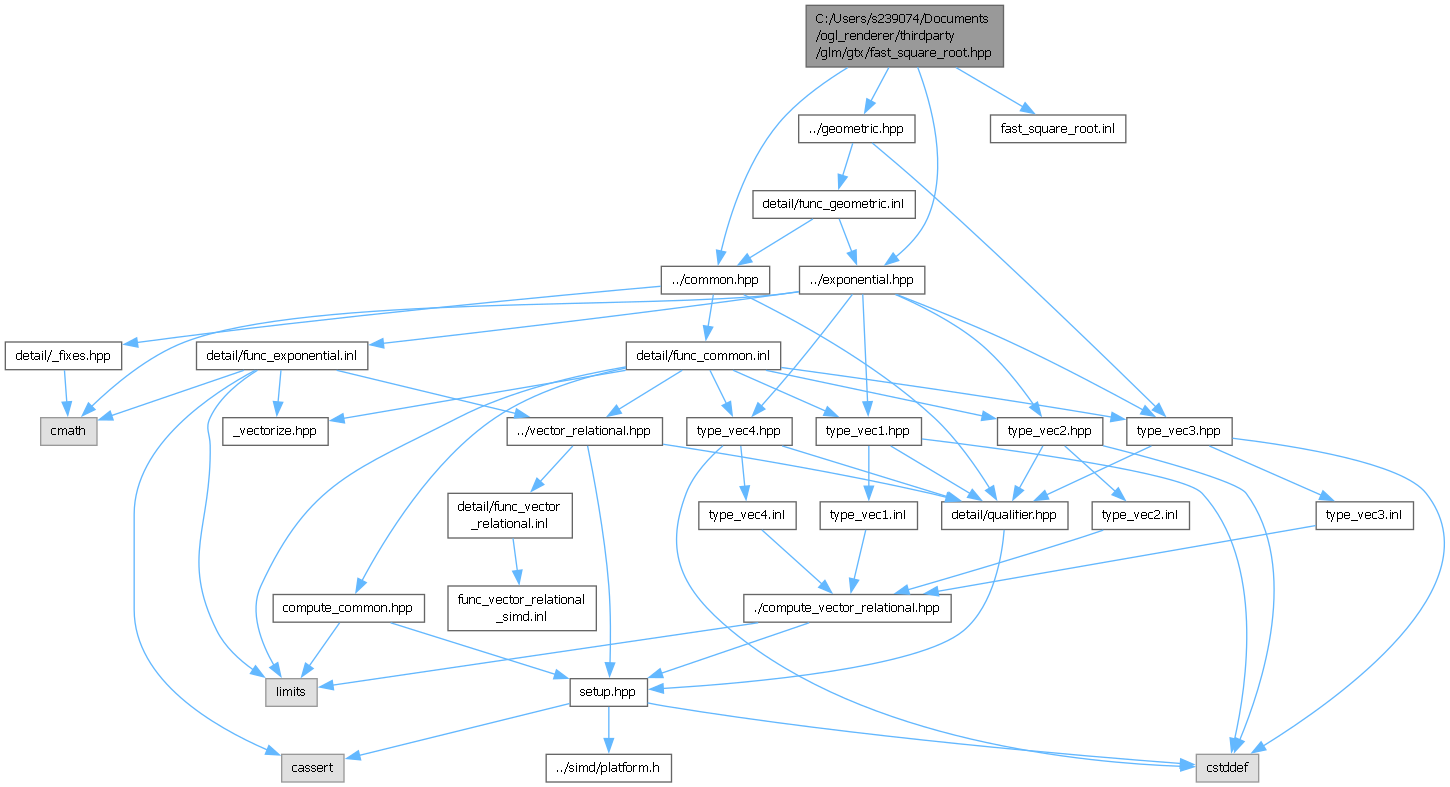 C:/Users/s239074/Documents
/ogl_renderer/thirdparty
/glm/gtx/fast_square_root.hpp
../geometric.hpp
fast_square_root.inl
detail/func_geometric.inl
../common.hpp
../exponential.hpp
detail/_fixes.hpp
detail/func_exponential.inl
detail/func_common.inl
cmath
_vectorize.hpp
../vector_relational.hpp
type_vec4.hpp
type_vec1.hpp
type_vec2.hpp
type_vec3.hpp
detail/func_vector
_relational.inl
type_vec4.inl
type_vec1.inl
detail/qualifier.hpp
type_vec2.inl
type_vec3.inl
compute_common.hpp
func_vector_relational
_simd.inl
./compute_vector_relational.hpp
limits
setup.hpp
cassert
../simd/platform.h
cstddef